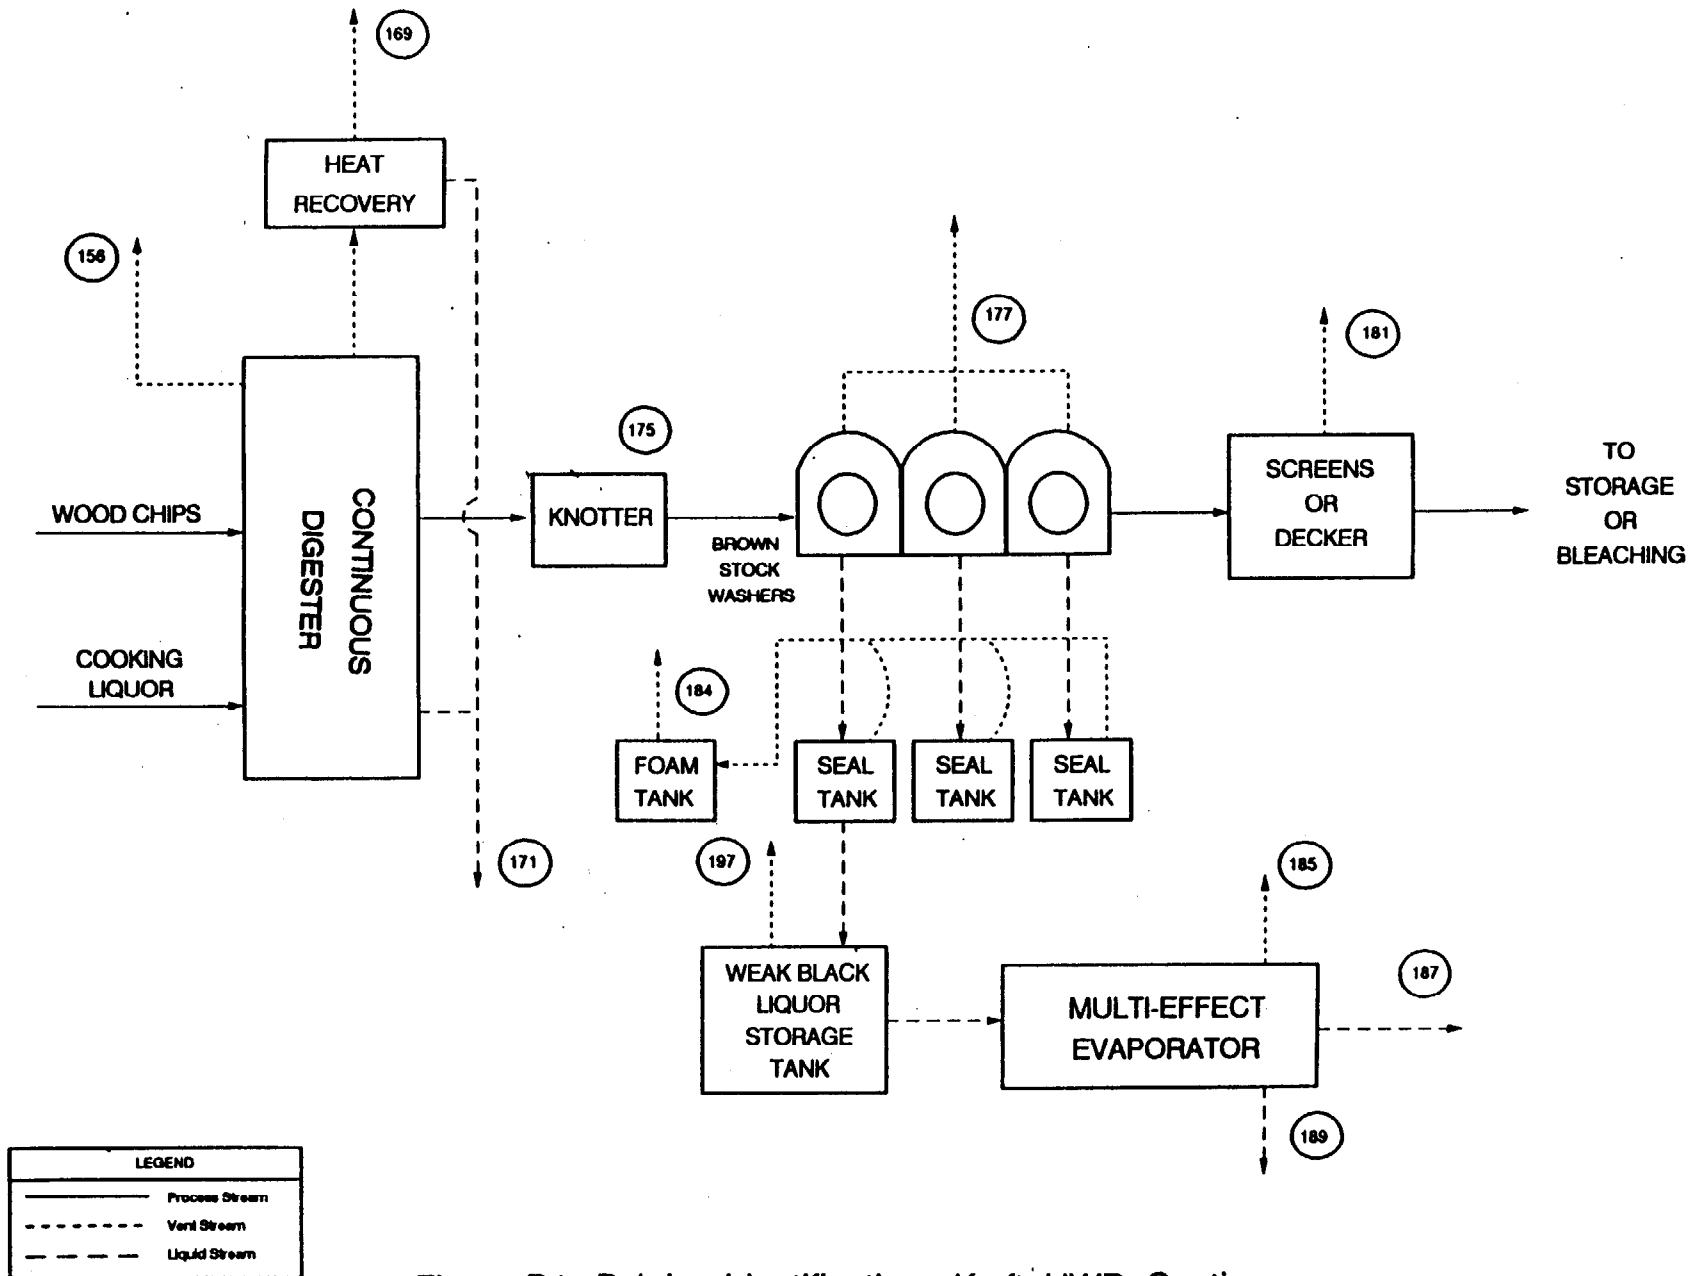 169
HEAT
RECOVERY
156
177
181
175
WOOD CHIPS
CONTINUOUS
DIGESTER
KNOTTER
BROWN
STOCK
WASHERS
SCREENS
OR
DECKER
TO
STORAGE
OR
BLEACHING
COOKING
LIQUOR
184
FOAM
TANK
SEAL
TANK
SEAL
TANK
SEAL
TANK
171
197
185
WEAK BLACK
LIQUOR
STORAGE
TANK
MULTI-EFFECT
EVAPORATOR
187
189
LEGEND
Process Stream
Vent Stream
Liquid Stream